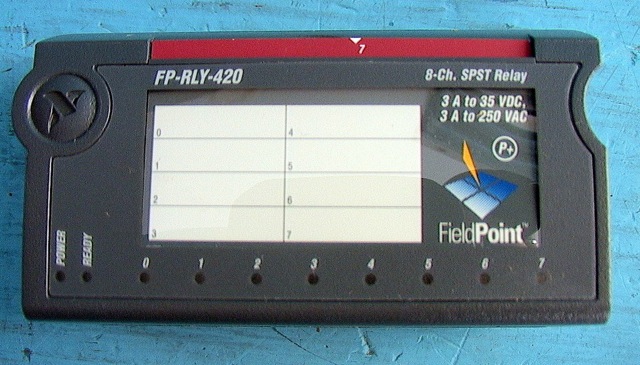 7
FP-RLY-420
8-Ch. SPST Relay
3 A to 35 VDC,
3 A to 250 VAC
P+
0 4
1 5
2 6
3 7
FieldPoint™
POWER
READY
0 1 2 3 4 5 6 7